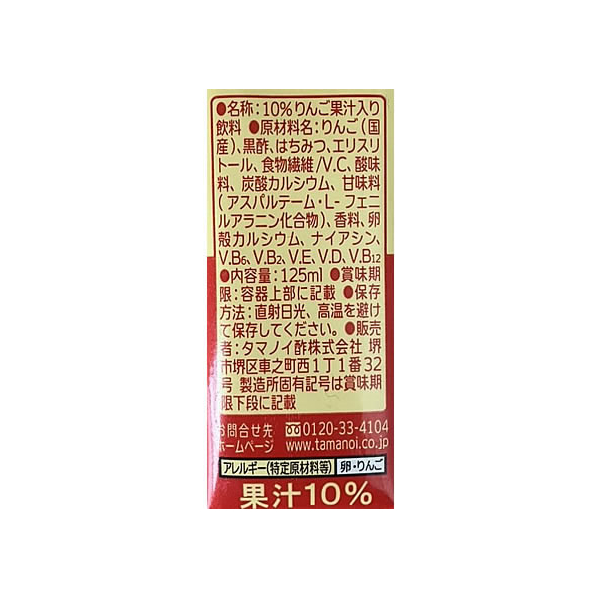 ●名称:10%りんご果汁入り
飲料 ●原材料名:りんご(国
産)、黒酢、はちみつ、エリスリ
トール、食物繊維/V.C、酸味
料、炭酸カルシウム、甘味料
(アスパルテーム・L-フェニ
ルアラニン化合物)、香料、卵
殻カルシウム、ナイアシン、
V.B6、V.B2、V.E、V.D、V.B12
●内容量:125ml ●賞味期
限:容器上部に記載 ●保存
方法:直射日光、高温を避け
て保存してください。●販売
者:タマノイ酢株式会社 堺
市堺区車之町西1丁1番32
号 製造所固有記号は賞味期
限下段に記載
お問合せ先 0120-33-4104
ホームページ www.tamanoi.co.jp
アレルギー(特定原材料等) 卵・りんご
果汁10%